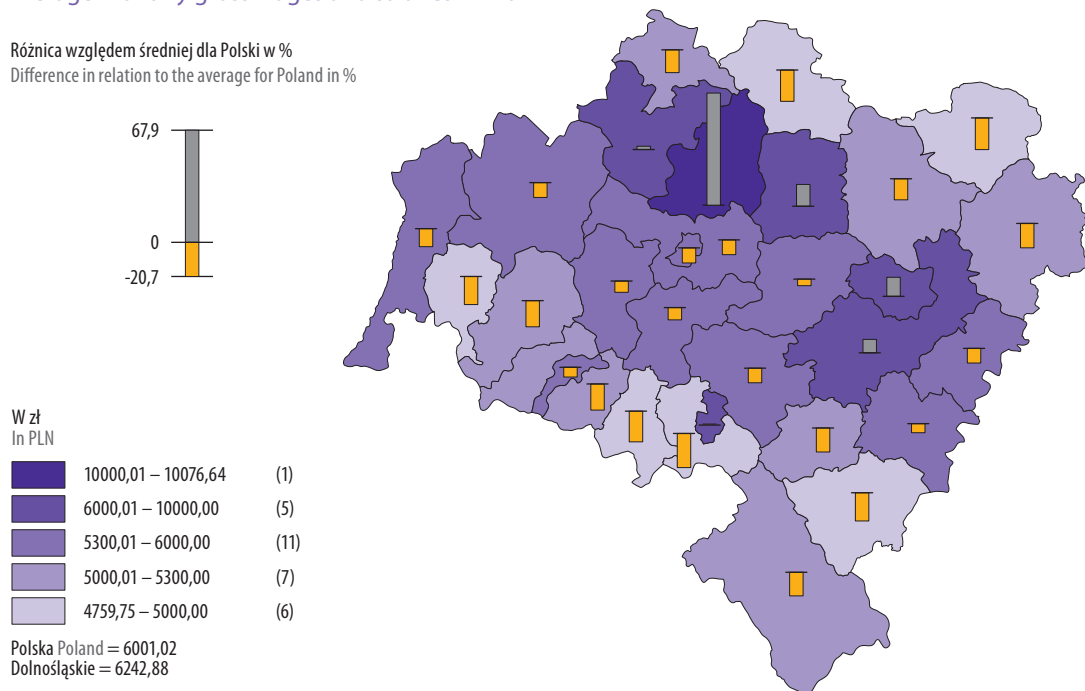 Różnica względem średniej dla Polski w %
Difference in relation to the average for Poland in %
67,9
0
-20,7
W zł
In PLN
10000,01 – 10076,64 (1)
6000,01 – 10000,00 (5)
5300,01 – 6000,00 (11)
5000,01 – 5300,00 (7)
4759,75 – 5000,00 (6)
Polska Poland = 6001,02
Dolnośląskie = 6242,88